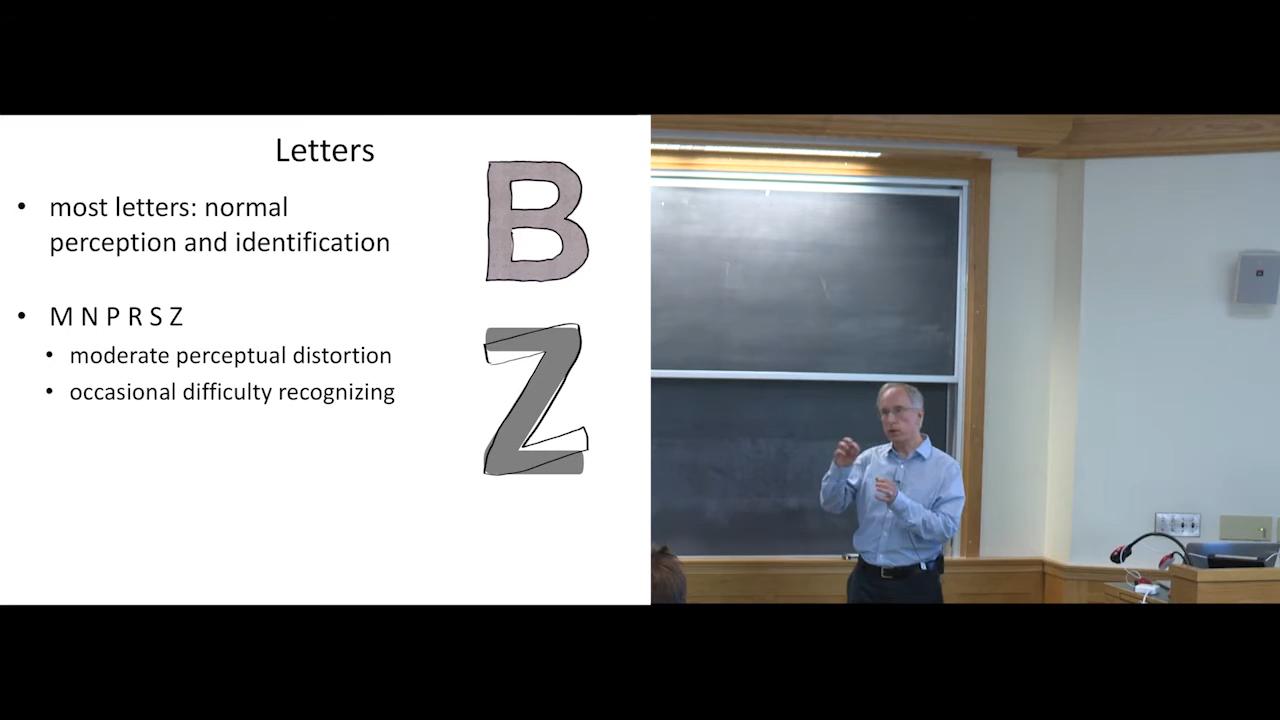 Letters
• most letters: normal
perception and identification
• M N P R S Z
• moderate perceptual distortion
• occasional difficulty recognizing
B
Z